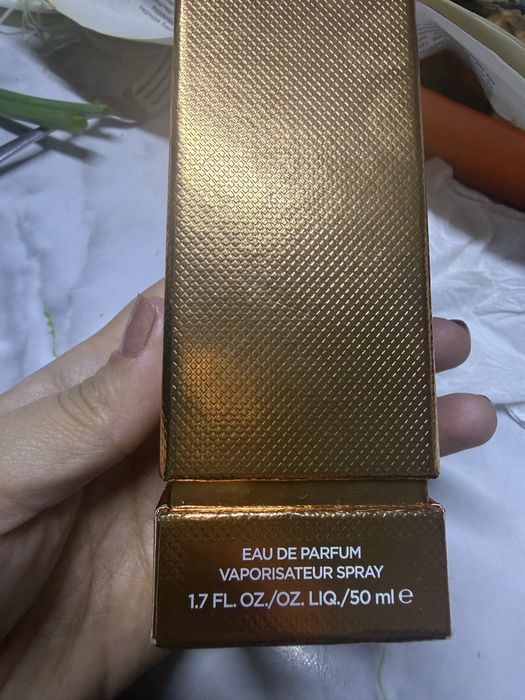 EAU DE PARFUM
VAPORISATEUR SPRAY
1.7 FL. OZ./OZ. LIQ./50 ml ℮